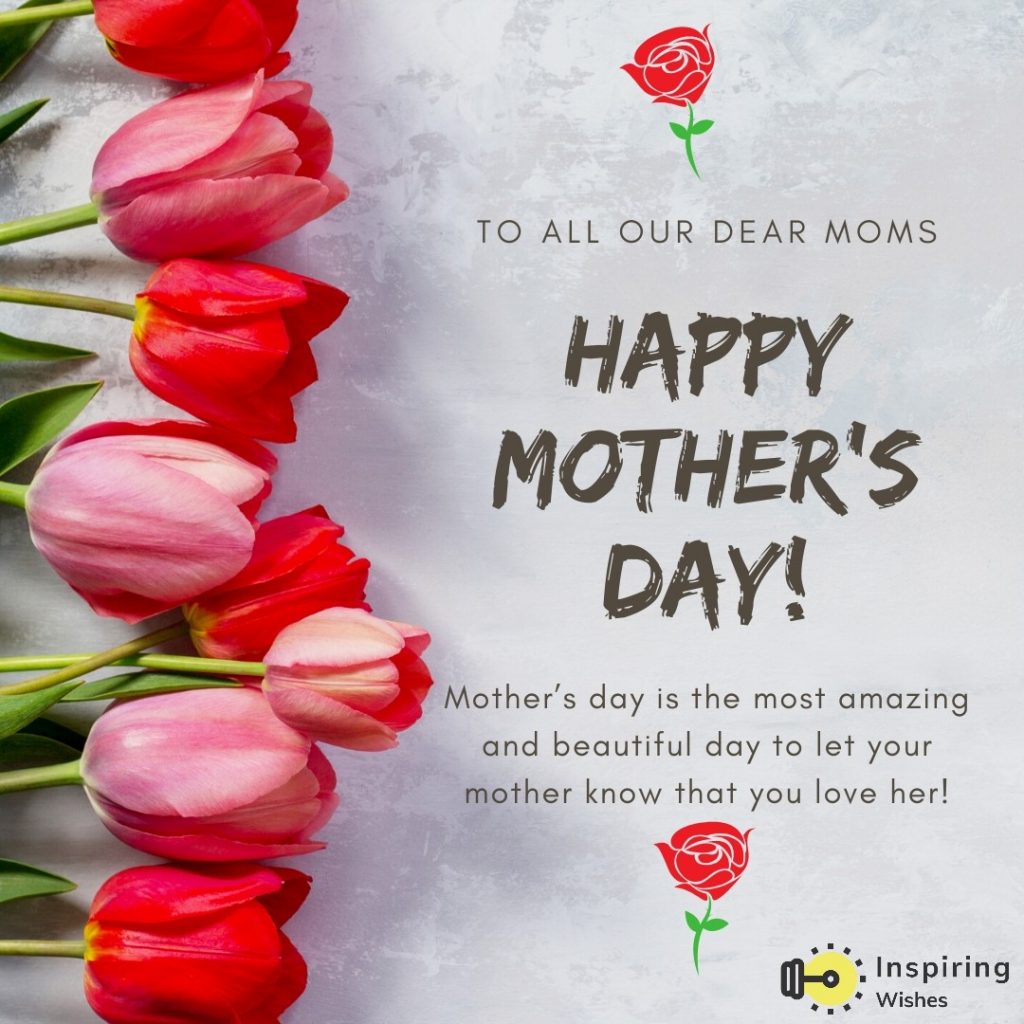 TO ALL OUR DEAR MOMS
HAPPY
MOTHER'S
DAY!
Mother’s day is the most amazing
and beautiful day to let your
mother know that you love her!
Inspiring
Wishes